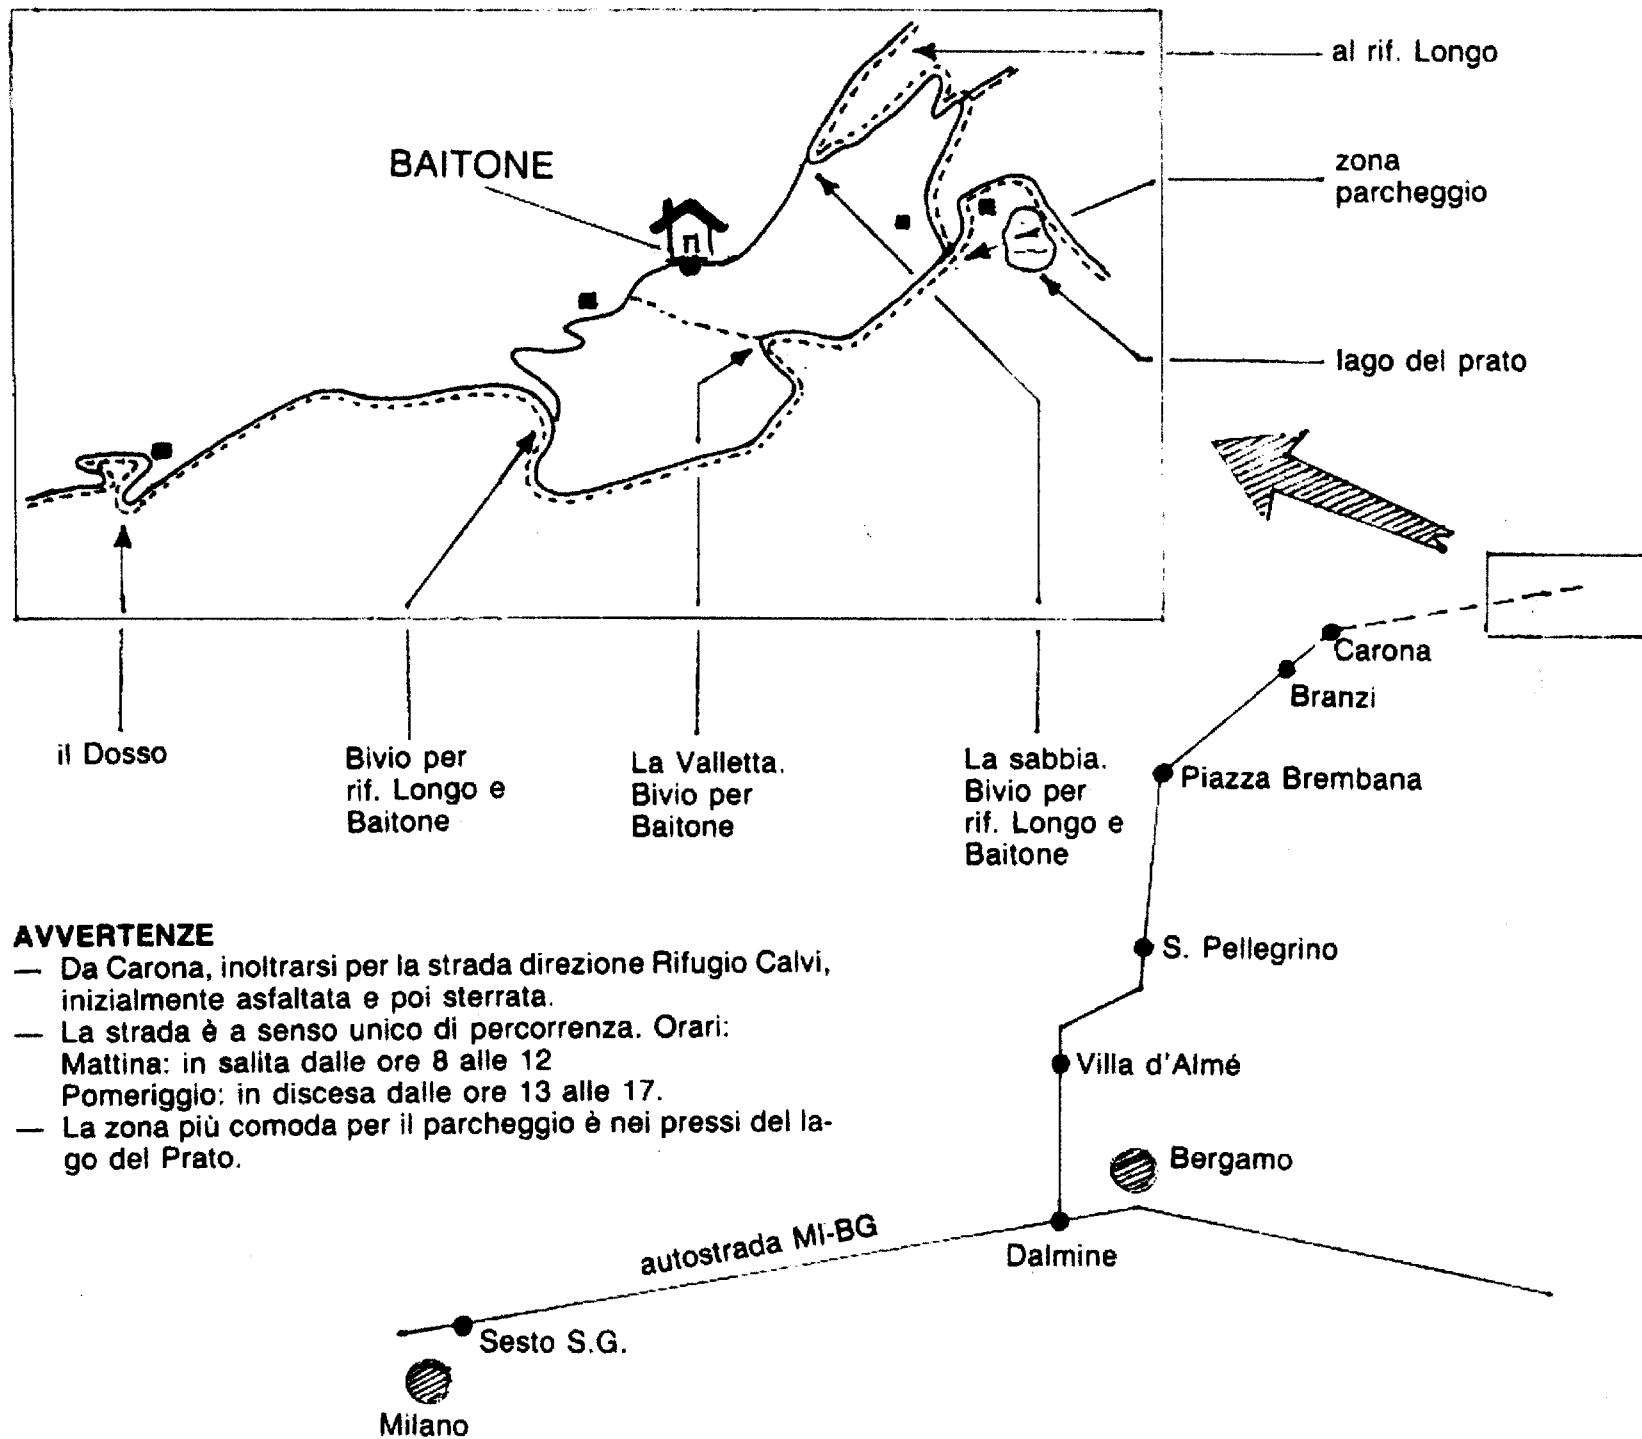 al rif. Longo
BAITONE
zona
parcheggio
lago del prato
Carona
Branzi
il Dosso
Bivio per
rif. Longo e
Baitone
La Valletta.
Bivio per
Baitone
La sabbia.
Bivio per
rif. Longo e
Baitone
Piazza Brembana
AVVERTENZE
— Da Carona, inoltrarsi per la strada direzione Rifugio Calvi,
inizialmente asfaltata e poi sterrata.
— La strada è a senso unico di percorrenza. Orari:
Mattina: in salita dalle ore 8 alle 12
Pomeriggio: in discesa dalle ore 13 alle 17.
— La zona più comoda per il parcheggio è nei pressi del la-
go del Prato.
S. Pellegrino
Villa d'Almé
Bergamo
autostrada MI-BG
Dalmine
Sesto S.G.
Milano